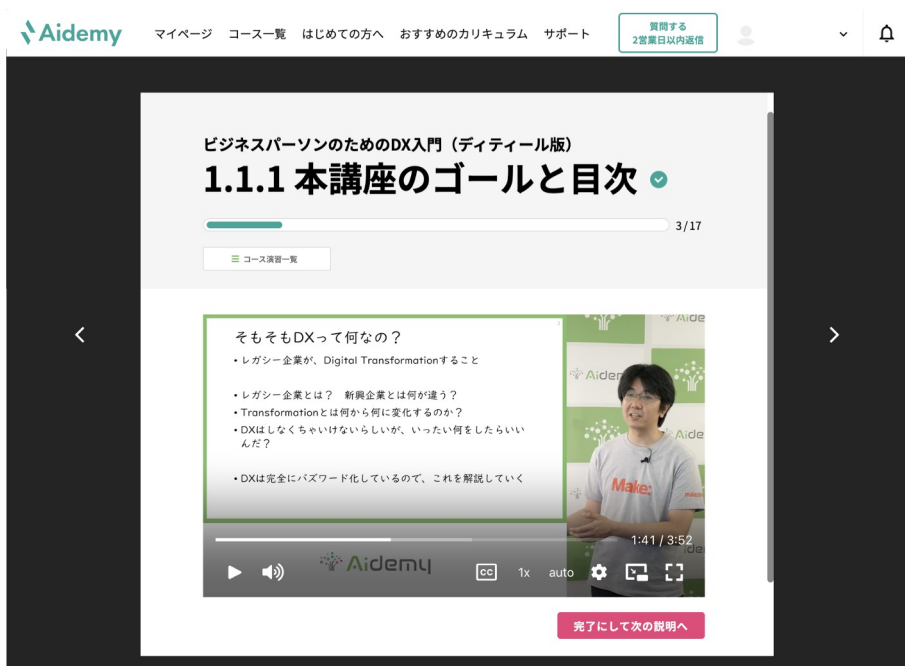 Aidemy
マイページ コース一覧 はじめての方へ おすすめのカリキュラム サポート
質問する
2営業日以内返信
ビジネスパーソンのためのDX入門（ディティール版）
1.1.1 本講座のゴールと目次
3/17
コース演習一覧
そもそもDXって何なの？
・レガシー企業が、Digital Transformationすること
・レガシー企業とは？　新興企業とは何が違う？
・Transformationとは何から何に変化するのか？
・DXはしなくちゃいけないらしいが、いったい何をしたらいい
んだ？
・DXは完全にバズワード化しているので、これを解説していく
Aide
Aidem
Aide
Make:
1:41 / 3:52
Aidemy
CC 1x auto
完了にして次の説明へ